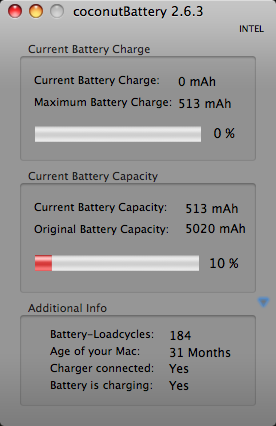 coconutBattery 2.6.3
INTEL
Current Battery Charge
Current Battery Charge: 0 mAh
Maximum Battery Charge: 513 mAh
0 %
Current Battery Capacity
Current Battery Capacity: 513 mAh
Original Battery Capacity: 5020 mAh
10 %
Additional Info
Battery-Loadcycles: 184
Age of your Mac: 31 Months
Charger connected: Yes
Battery is charging: Yes